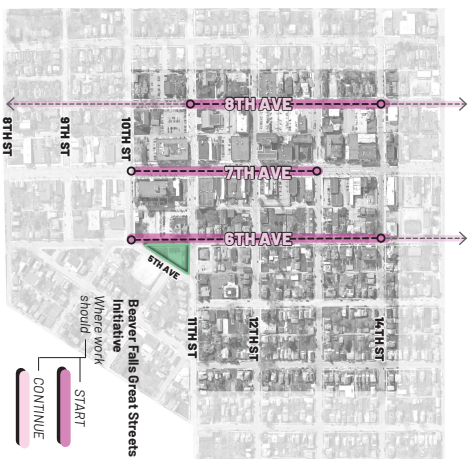 8TH AVE
7TH AVE
6TH AVE
5TH AVE
8TH ST
9TH ST
10TH ST
11TH ST
12TH ST
14TH ST
Beaver Falls Great Streets
Initiative
Where work
should
START
CONTINUE